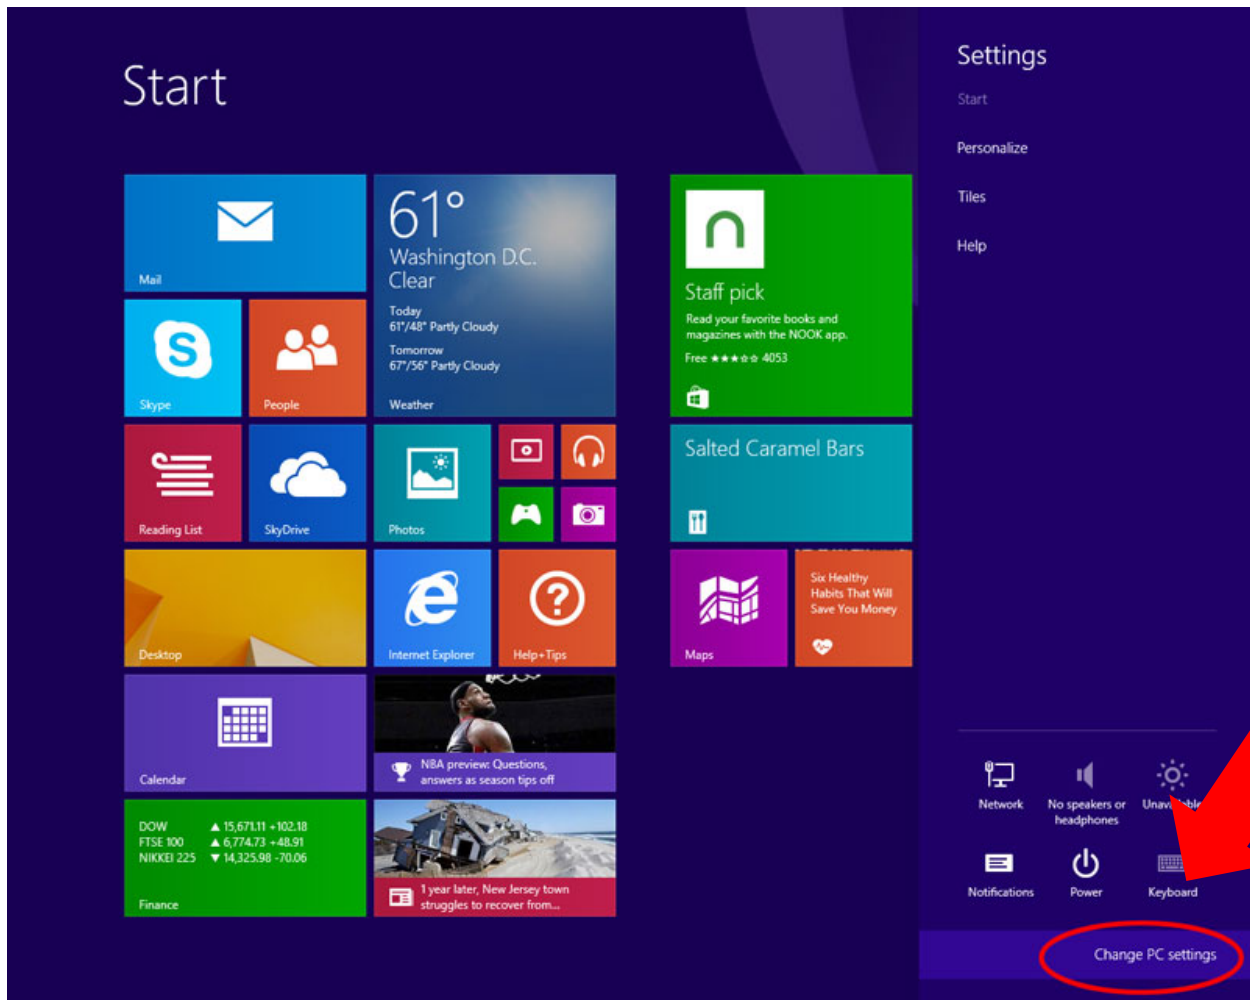 Start
Mail
61°
Washington D.C.
Clear
Today
61°/48° Partly Cloudy
Tomorrow
67°/56° Partly Cloudy
Weather
Skype
People
Reading List
SkyDrive
Photos
Desktop
Internet Explorer
Help+Tips
Calendar
NBA preview: Questions,
answers as season tips off
DOW ▲ 15,671.11 +102.18
FTSE 100 ▲ 6,774.73 +48.91
NIKKEI 225 ▼ 14,325.98 -70.06
Finance
1 year later, New Jersey town
struggles to recover from...
Staff pick
Read your favorite books and
magazines with the NOOK app.
Free ★★★☆☆ 4053
Salted Caramel Bars
Maps
Six Healthy
Habits That Will
Save You Money
Settings
Start
Personalize
Tiles
Help
Network
No speakers or
headphones
Notifications
Power
Keyboard
Change PC settings